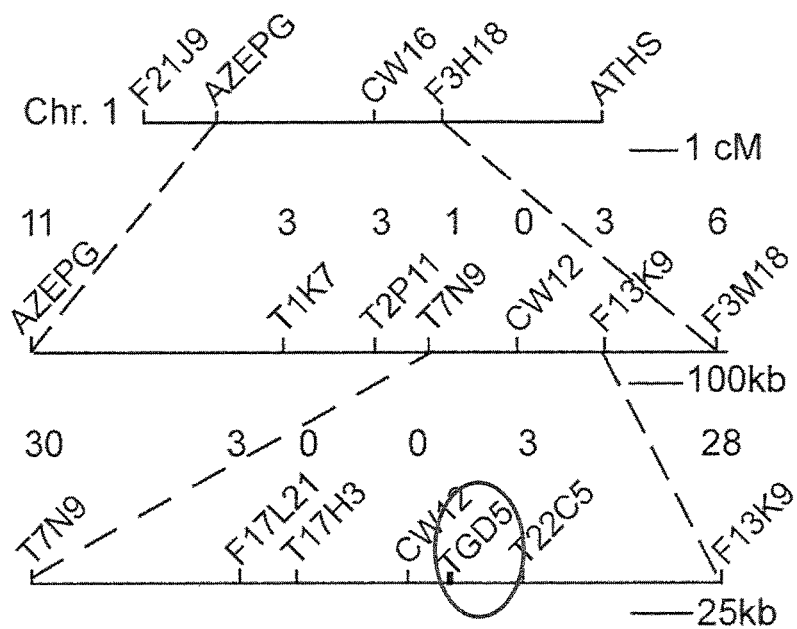 F21J9 AZEPG CW16 F3H18 ATHS
Chr. 1
1 cM
11 3 3 1 0 3 6
AZEPG T1K7 T2P11 T7N9 CW12 F13K9 F3M18
100kb
30 3 0 0 3 28
T7N9 F17L21 T17H3 CW12 TGD5 T22C5 F13K9
25kb